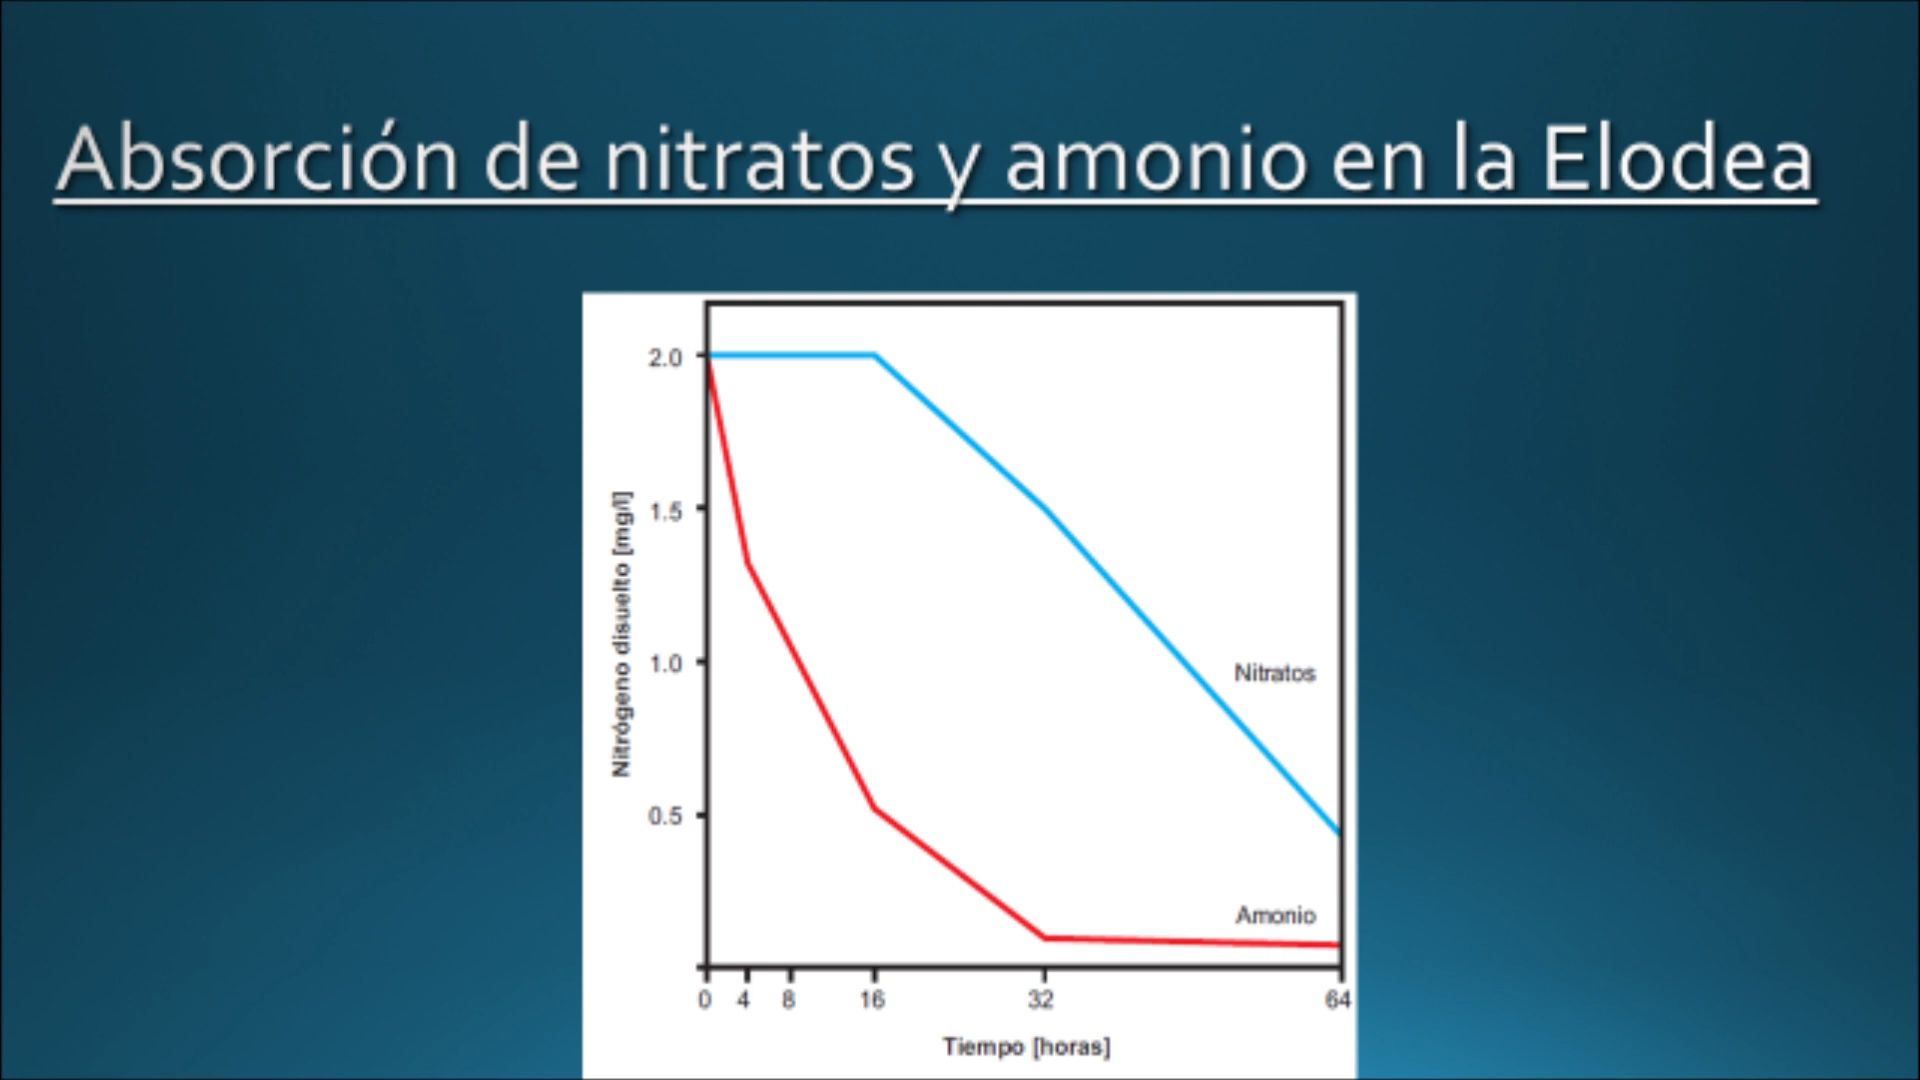 Absorción de nitratos y amonio en la Elodea
2.0
1.5
1.0
0.5
Nitrógeno disuelto [mg/l]
Nitratos
Amonio
0 4 8 16 32 64
Tiempo [horas]